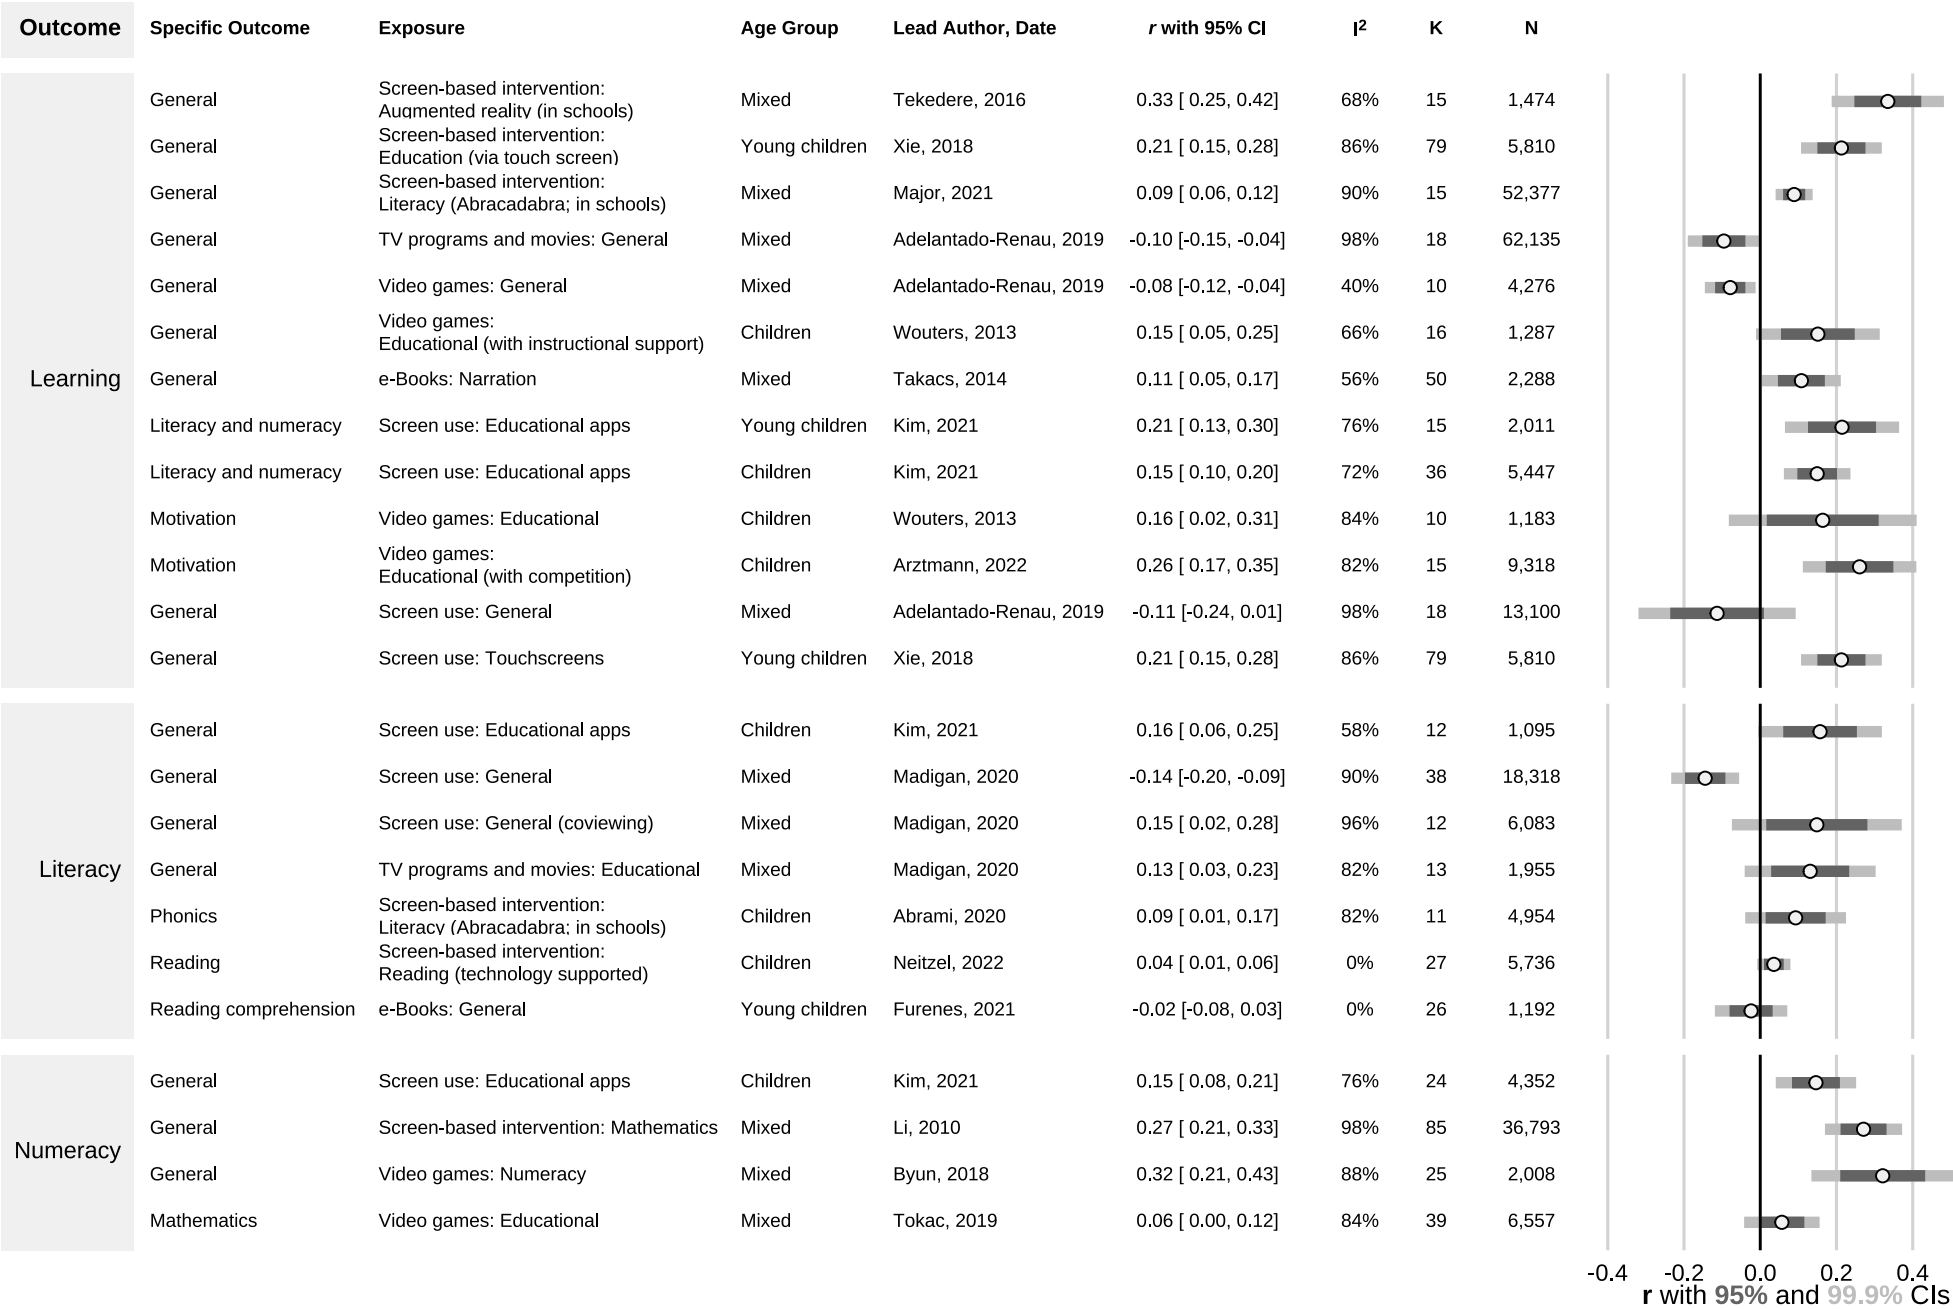 Outcome Specific Outcome Exposure Age Group Lead Author, Date r with 95% CI I² K N
Learning
General Screen-based intervention: Augmented reality (in schools) Mixed Tekedere, 2016 0.33 [ 0.25, 0.42] 68% 15 1,474
General Screen-based intervention: Education (via touch screen) Young children Xie, 2018 0.21 [ 0.15, 0.28] 86% 79 5,810
General Screen-based intervention: Literacy (Abracadabra; in schools) Mixed Major, 2021 0.09 [ 0.06, 0.12] 90% 15 52,377
General TV programs and movies: General Mixed Adelantado-Renau, 2019 -0.10 [-0.15, -0.04] 98% 18 62,135
General Video games: General Mixed Adelantado-Renau, 2019 -0.08 [-0.12, -0.04] 40% 10 4,276
General Video games: Educational (with instructional support) Children Wouters, 2013 0.15 [ 0.05, 0.25] 66% 16 1,287
General e-Books: Narration Mixed Takacs, 2014 0.11 [ 0.05, 0.17] 56% 50 2,288
Literacy and numeracy Screen use: Educational apps Young children Kim, 2021 0.21 [ 0.13, 0.30] 76% 15 2,011
Literacy and numeracy Screen use: Educational apps Children Kim, 2021 0.15 [ 0.10, 0.20] 72% 36 5,447
Motivation Video games: Educational Children Wouters, 2013 0.16 [ 0.02, 0.31] 84% 10 1,183
Motivation Video games: Educational (with competition) Children Arztmann, 2022 0.26 [ 0.17, 0.35] 82% 15 9,318
General Screen use: General Mixed Adelantado-Renau, 2019 -0.11 [-0.24, 0.01] 98% 18 13,100
General Screen use: Touchscreens Young children Xie, 2018 0.21 [ 0.15, 0.28] 86% 79 5,810
Literacy
General Screen use: Educational apps Children Kim, 2021 0.16 [ 0.06, 0.25] 58% 12 1,095
General Screen use: General Mixed Madigan, 2020 -0.14 [-0.20, -0.09] 90% 38 18,318
General Screen use: General (coviewing) Mixed Madigan, 2020 0.15 [ 0.02, 0.28] 96% 12 6,083
General TV programs and movies: Educational Mixed Madigan, 2020 0.13 [ 0.03, 0.23] 82% 13 1,955
Phonics Screen-based intervention: Literacy (Abracadabra; in schools) Children Abrami, 2020 0.09 [ 0.01, 0.17] 82% 11 4,954
Reading Screen-based intervention: Reading (technology supported) Children Neitzel, 2022 0.04 [ 0.01, 0.06] 0% 27 5,736
Reading comprehension e-Books: General Young children Furenes, 2021 -0.02 [-0.08, 0.03] 0% 26 1,192
Numeracy
General Screen use: Educational apps Children Kim, 2021 0.15 [ 0.08, 0.21] 76% 24 4,352
General Screen-based intervention: Mathematics Mixed Li, 2010 0.27 [ 0.21, 0.33] 98% 85 36,793
General Video games: Numeracy Mixed Byun, 2018 0.32 [ 0.21, 0.43] 88% 25 2,008
Mathematics Video games: Educational Mixed Tokac, 2019 0.06 [ 0.00, 0.12] 84% 39 6,557
-0.4 -0.2 0.0 0.2 0.4
r with 95% and 99.9% CIs